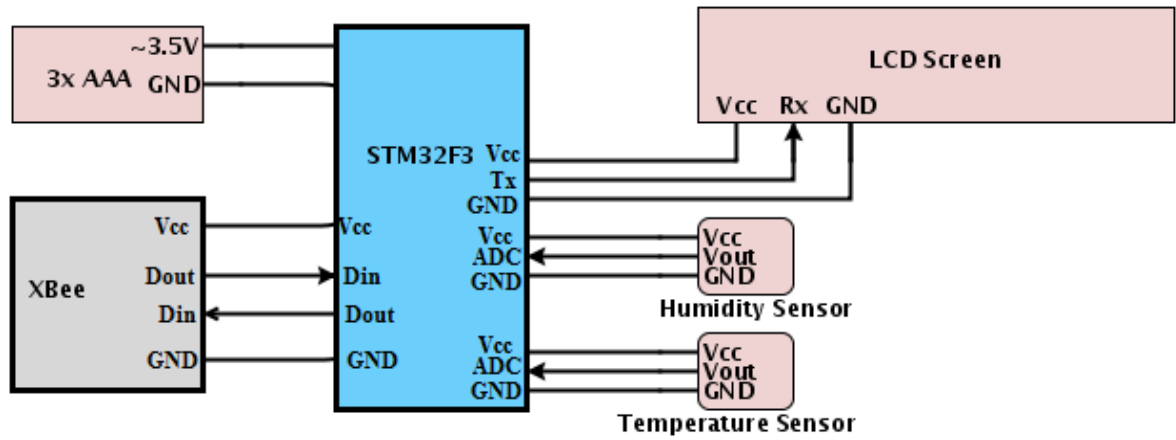 ~3.5V
3x AAA
GND
LCD Screen
Vcc Rx GND
STM32F3
Vcc
Tx
GND
Vcc
ADC
GND
Vcc
ADC
GND
Vcc
Din
Dout
GND
XBee
Vcc
Dout
Din
GND
Vcc
Vout
GND
Humidity Sensor
Vcc
Vout
GND
Temperature Sensor